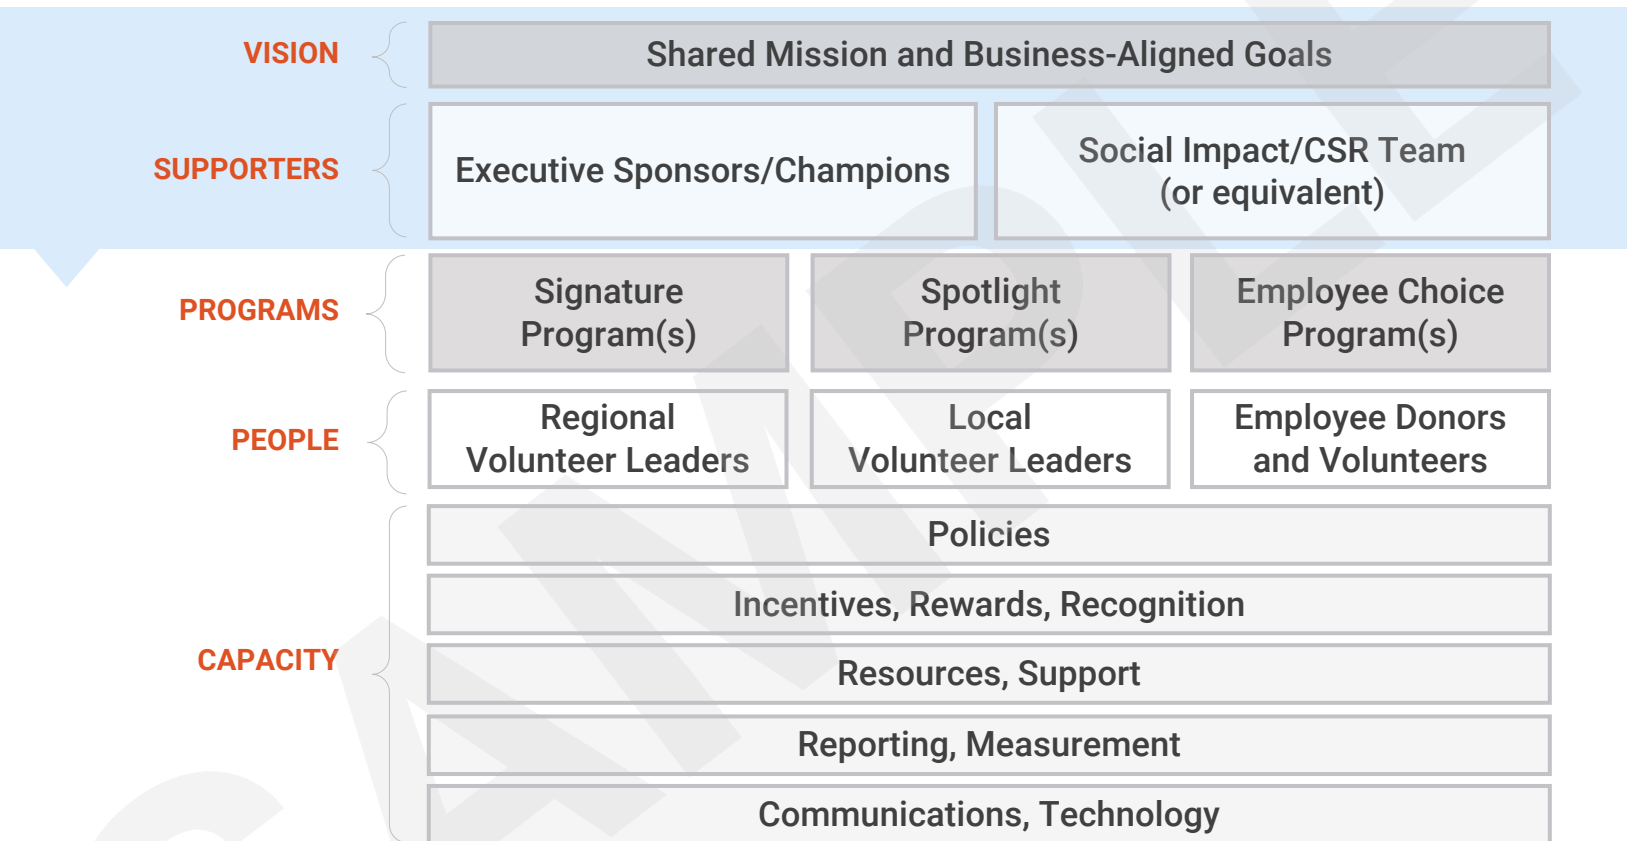 VISION
Shared Mission and Business-Aligned Goals
SUPPORTERS
Executive Sponsors/Champions
Social Impact/CSR Team
(or equivalent)
PROGRAMS
Signature
Program(s)
Spotlight
Program(s)
Employee Choice
Program(s)
PEOPLE
Regional
Volunteer Leaders
Local
Volunteer Leaders
Employee Donors
and Volunteers
CAPACITY
Policies
Incentives, Rewards, Recognition
Resources, Support
Reporting, Measurement
Communications, Technology
SAMPLE